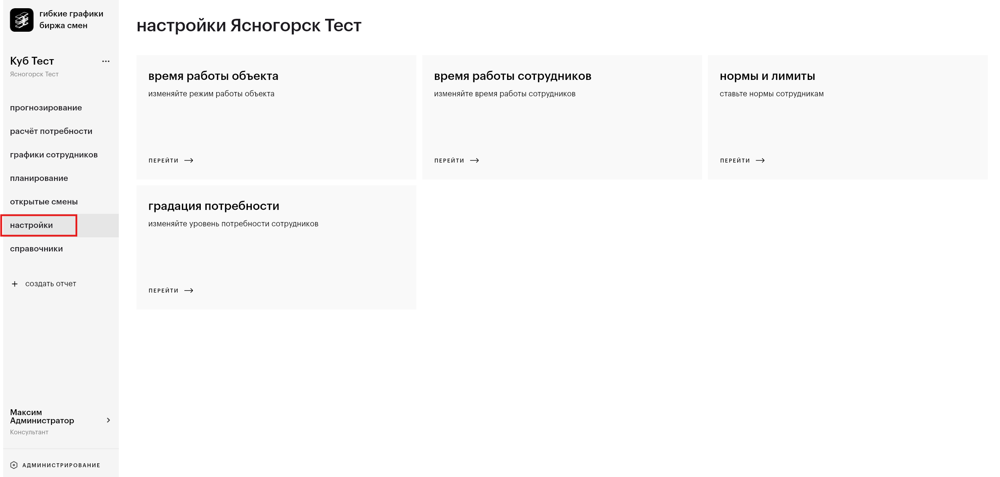 гибкие графики
биржа смен
Куб Тест
Ясногорск Тест
прогнозирование
расчёт потребности
графики сотрудников
планирование
открытые смены
настройки
справочники
создать отчет
Максим
Администратор
Консультант
АДМИНИСТРИРОВАНИЕ
настройки Ясногорск Тест
время работы объекта
изменяйте режим работы объекта
ПЕРЕЙТИ
время работы сотрудников
изменяйте время работы сотрудников
ПЕРЕЙТИ
нормы и лимиты
ставьте нормы сотрудникам
ПЕРЕЙТИ
градация потребности
изменяйте уровень потребности сотрудников
ПЕРЕЙТИ